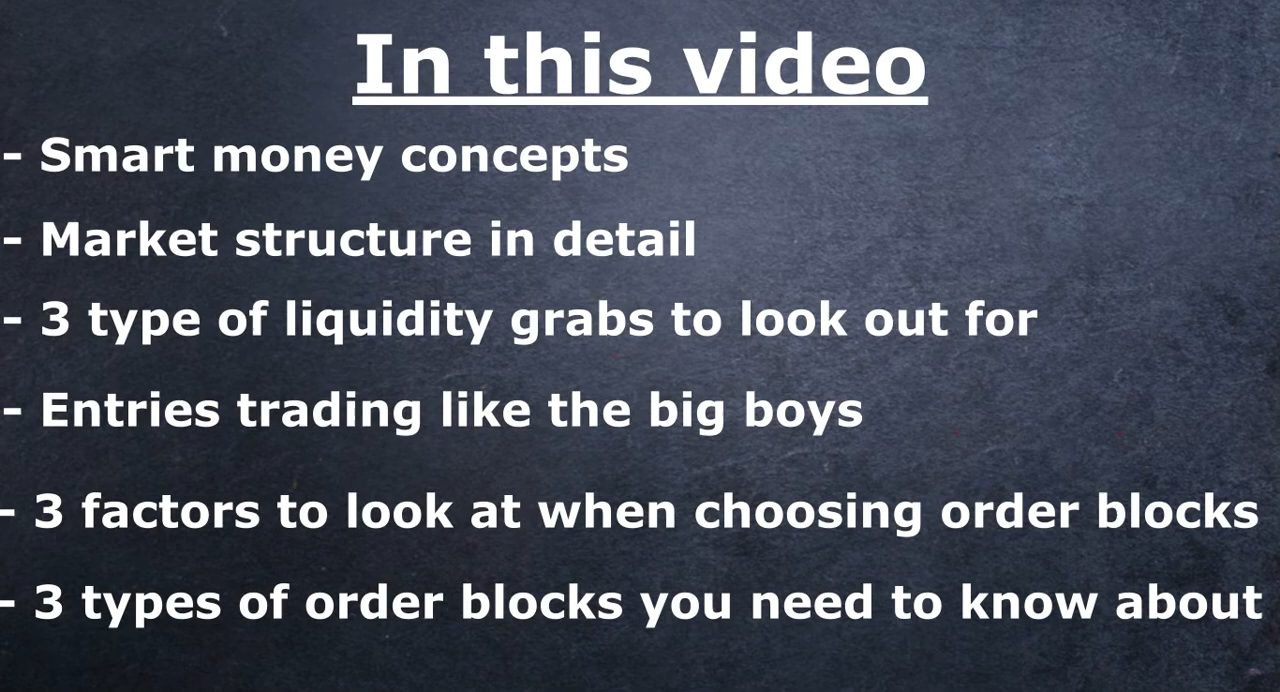 In this video
- Smart money concepts
- Market structure in detail
- 3 type of liquidity grabs to look out for
- Entries trading like the big boys
- 3 factors to look at when choosing order blocks
- 3 types of order blocks you need to know about